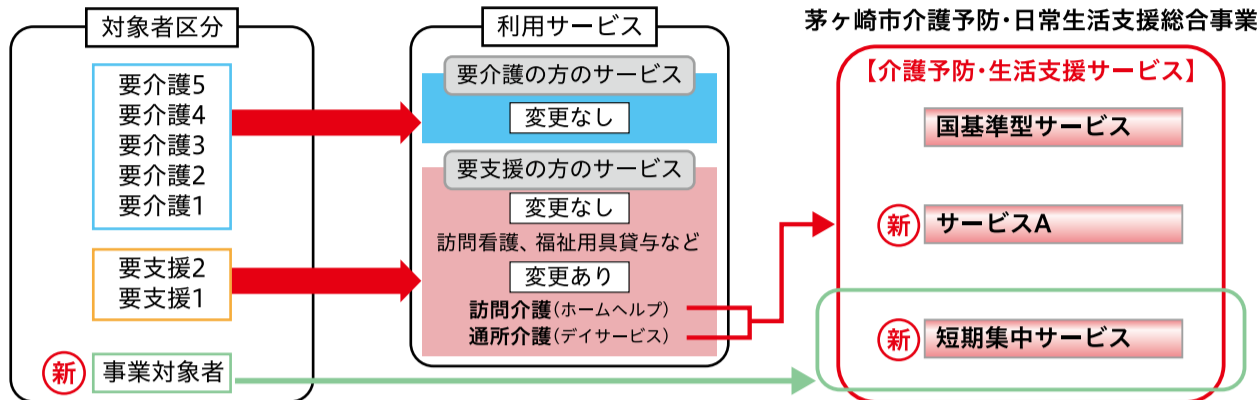 対象者区分
要介護5
要介護4
要介護3
要介護2
要介護1
要支援2
要支援1
新 事業対象者
利用サービス
要介護の方のサービス
変更なし
要支援の方のサービス
変更なし
訪問看護、福祉用具貸与など
変更あり
訪問介護(ホームヘルプ)
通所介護(デイサービス)
茅ヶ崎市介護予防・日常生活支援総合事業
【介護予防・生活支援サービス】
国基準型サービス
新 サービスA
新 短期集中サービス